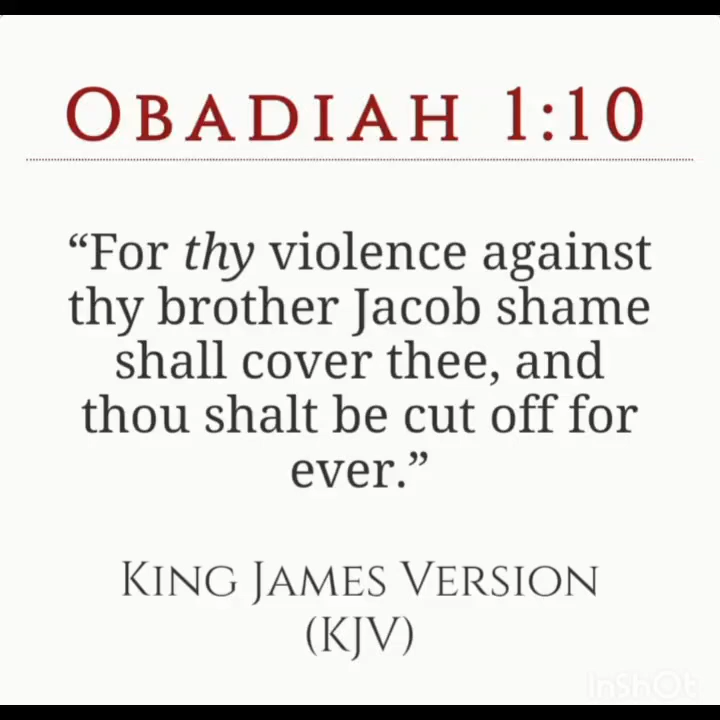 OBADIAH 1:10
“For thy violence against
thy brother Jacob shame
shall cover thee, and
thou shalt be cut off for
ever.”
KING JAMES VERSION
(KJV)
InShOt